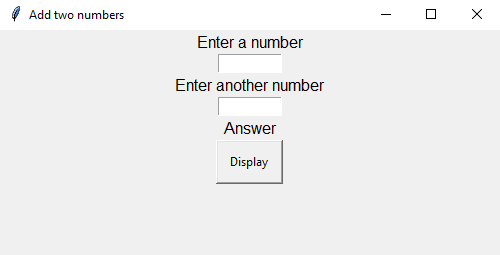 Add two numbers
Enter a number
Enter another number
Answer
Display